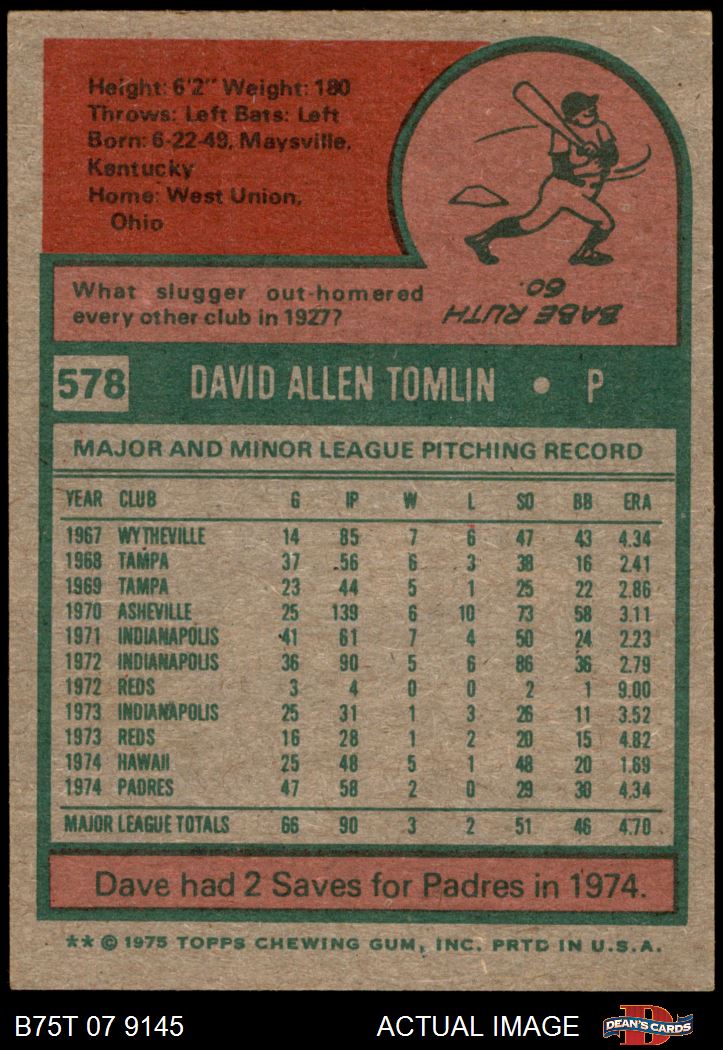 Height: 6'2" Weight: 180
Throws: Left Bats: Left
Born: 6-22-49, Maysville,
Kentucky
Home: West Union,
Ohio
What slugger out-homered
every other club in 1927?
BABE RUTH
60.
578 DAVID ALLEN TOMLIN • P
MAJOR AND MINOR LEAGUE PITCHING RECORD
YEAR CLUB G IP W L SO BB ERA
1967 WYTHEVILLE 14 85 7 6 47 43 4.34
1968 TAMPA 37 .56 6 3 38 16 2.41
1969 TAMPA 23 44 5 1 25 22 2.86
1970 ASHEVILLE 25 139 6 10 73 58 3.11
1971 INDIANAPOLIS 41 61 7 4 50 24 2.23
1972 INDIANAPOLIS 36 90 5 6 86 36 2.79
1972 REDS 3 4 0 0 2 1 9.00
1973 INDIANAPOLIS 25 31 1 3 26 11 3.52
1973 REDS 16 28 1 2 20 15 4.82
1974 HAWAII 25 48 5 1 48 20 1.69
1974 PADRES 47 58 2 0 29 30 4.34
MAJOR LEAGUE TOTALS 66 90 3 2 51 46 4.70
Dave had 2 Saves for Padres in 1974.
** © 1975 TOPPS CHEWING GUM, INC. PRTD IN U.S.A.
B75T 07 9145 ACTUAL IMAGE DEAN'S CARDS